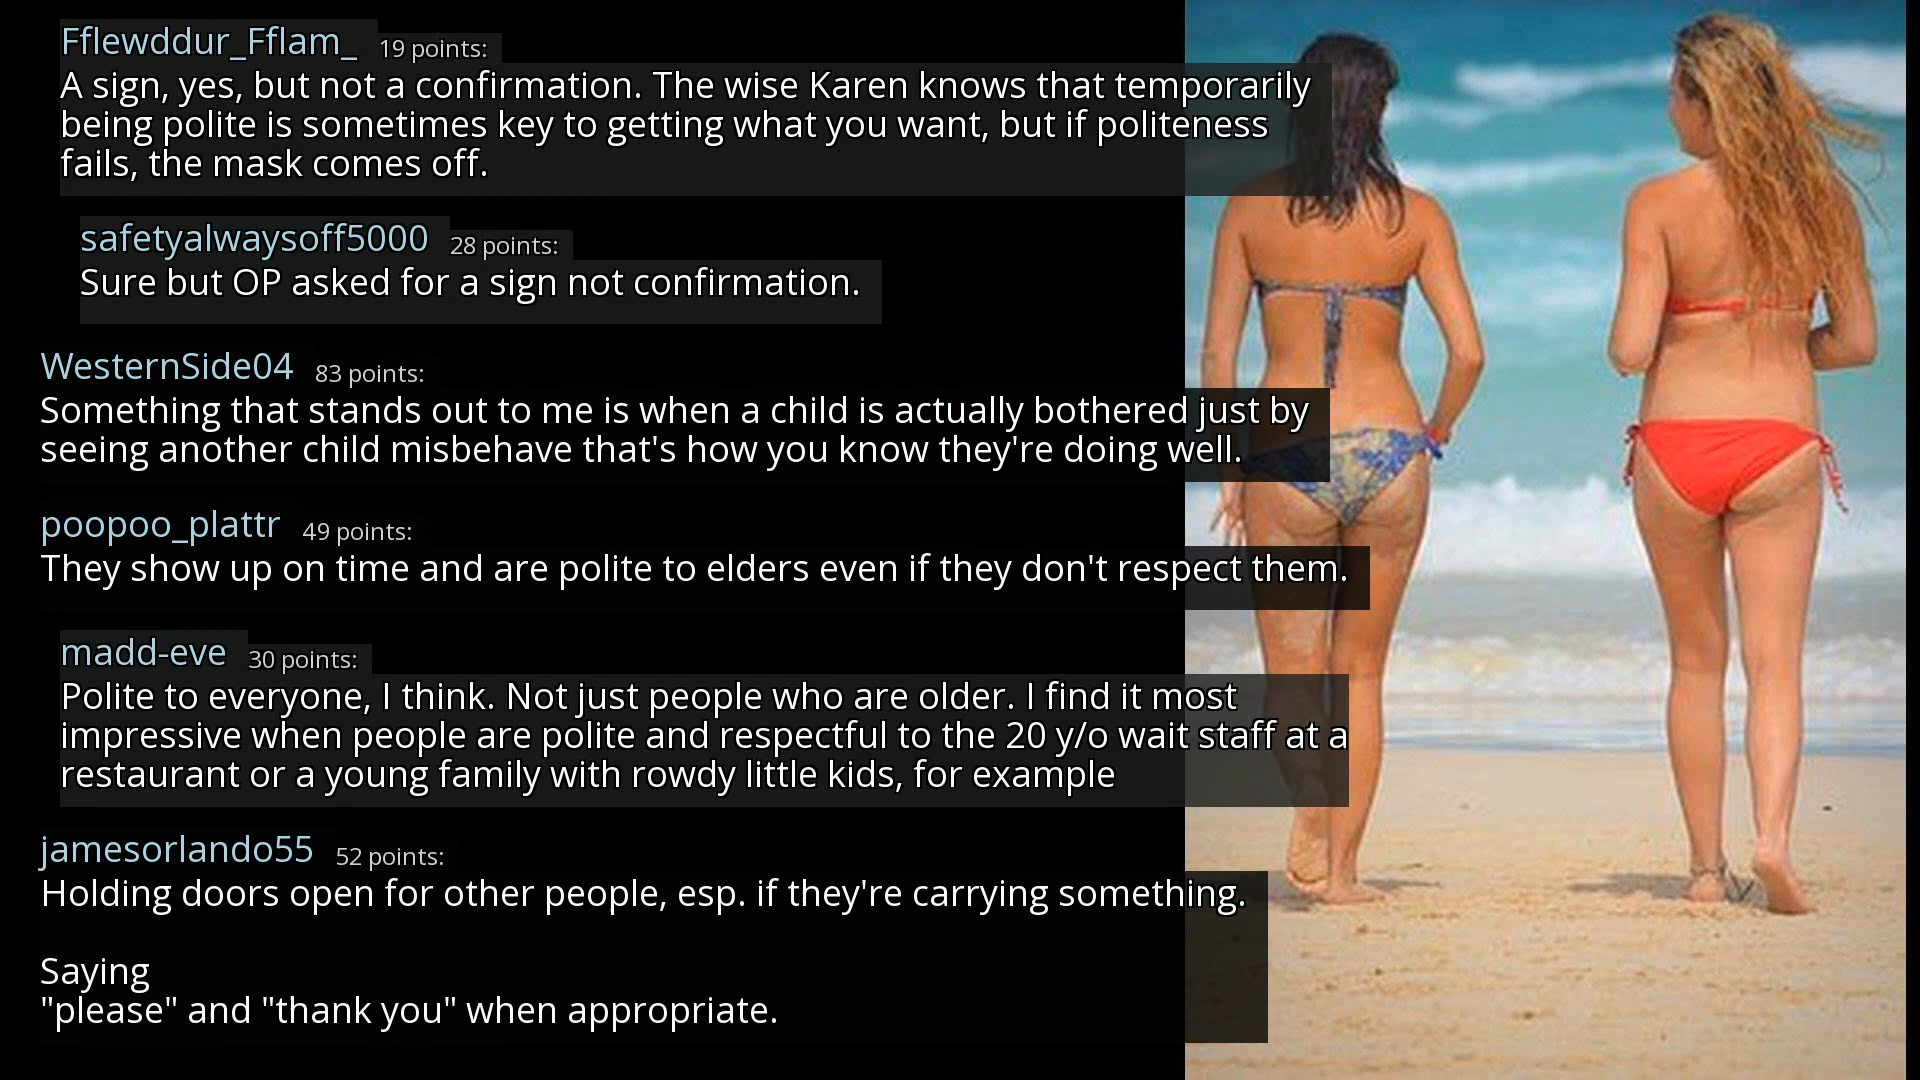 Fflewddur_Fflam_ 19 points:
A sign, yes, but not a confirmation. The wise Karen knows that temporarily
being polite is sometimes key to getting what you want, but if politeness
fails, the mask comes off.
safetyalwaysoff5000 28 points:
Sure but OP asked for a sign not confirmation.
WesternSide04 83 points:
Something that stands out to me is when a child is actually bothered just by
seeing another child misbehave that's how you know they're doing well.
poopoo_plattr 49 points:
They show up on time and are polite to elders even if they don't respect them.
madd-eve 30 points:
Polite to everyone, I think. Not just people who are older. I find it most
impressive when people are polite and respectful to the 20 y/o wait staff at a
restaurant or a young family with rowdy little kids, for example
jamesorlando55 52 points:
Holding doors open for other people, esp. if they're carrying something.
Saying
"please" and "thank you" when appropriate.